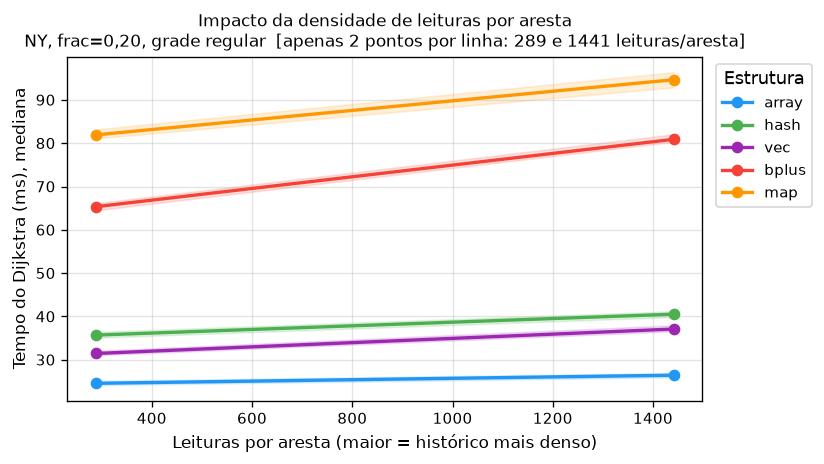 Impacto da densidade de leituras por aresta
NY, frac=0,20, grade regular  [apenas 2 pontos por linha: 289 e 1441 leituras/aresta]
Tempo do Dijkstra (ms), mediana
90
80
70
60
50
40
30
400
600
800
1000
1200
1400
Leituras por aresta (maior = histórico mais denso)
Estrutura
array
hash
vec
bplus
map